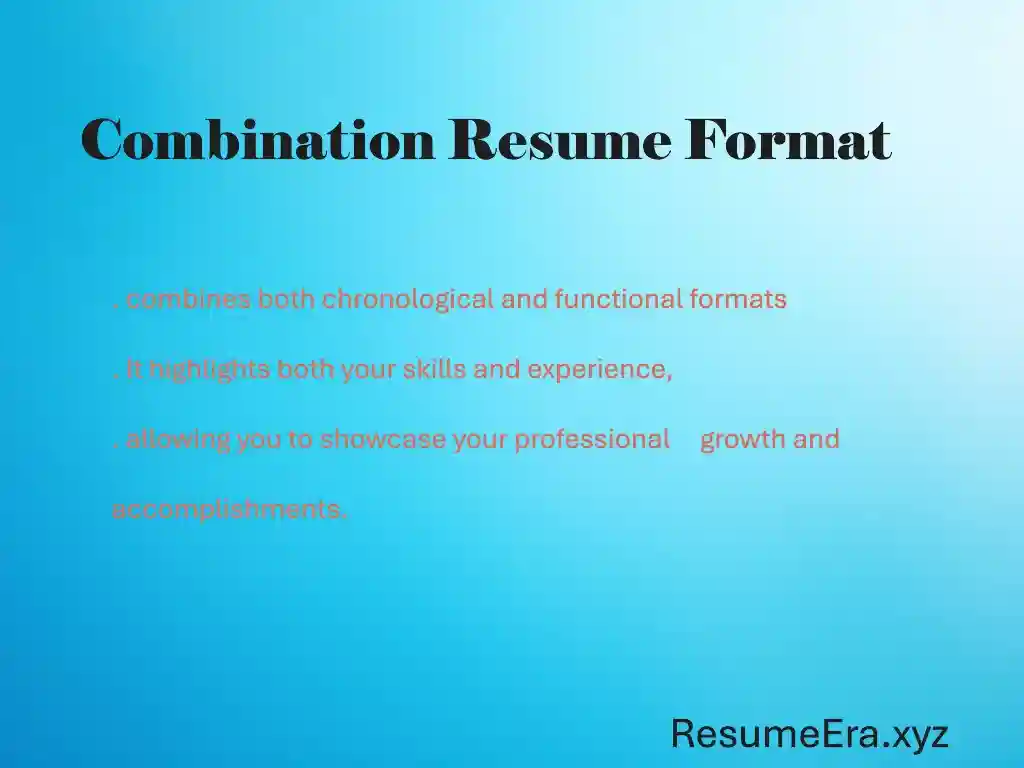 Combination Resume Format
. combines both chronological and functional formats
. It highlights both your skills and experience,
. allowing you to showcase your professional growth and
accomplishments.
ResumeEra.xyz